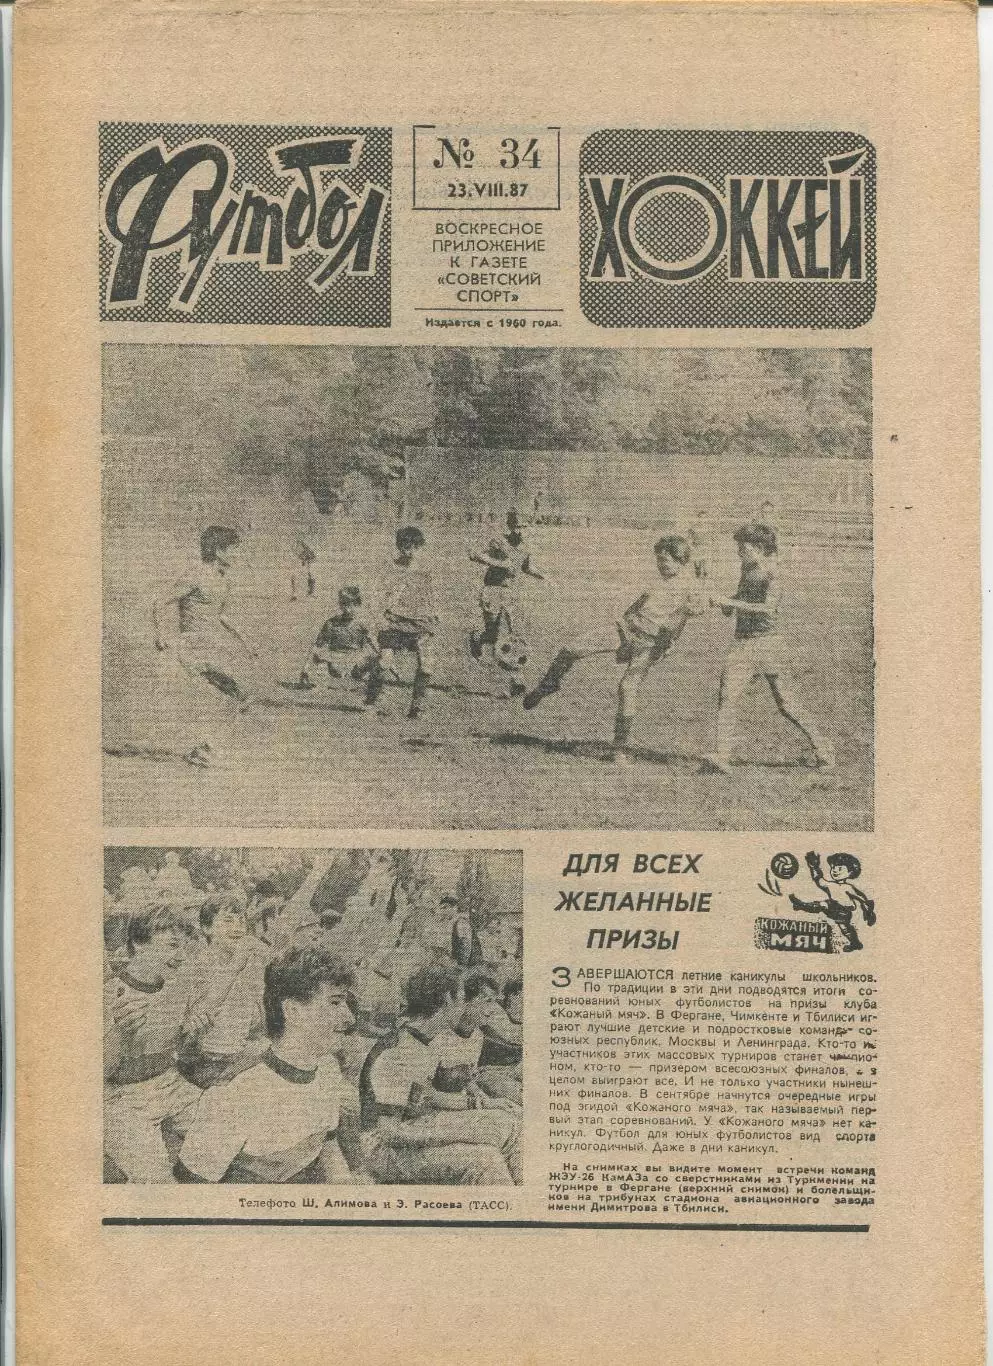 Футбол
№ 34
23.VIII.87
ВОСКРЕСНОЕ
ПРИЛОЖЕНИЕ
К ГАЗЕТЕ
«СОВЕТСКИЙ
СПОРТ»
Издается с 1960 года.
ХОККЕЙ
ДЛЯ ВСЕХ
ЖЕЛАННЫЕ
ПРИЗЫ
КОЖАНЫЙ
МЯЧ
ЗАВЕРШАЮТСЯ летние каникулы школьников.
По традиции в эти дни подводятся итоги со-
ревнований юных футболистов на призы клуба
«Кожаный мяч». В Фергане, Чимкенте и Тбилиси иг-
рают лучшие детские и подростковые команды со-
юзных республик, Москвы и Ленинграда. Кто-то из
участников этих массовых турниров станет чемпио-
ном, кто-то — призером всесоюзных финалов, а в
целом выиграют все. И не только участники нынеш-
них финалов. В сентябре начнутся очередные игры
под эгидой «Кожаного мяча», так называемый пер-
вый этап соревнований. У «Кожаного мяча» нет ка-
никул. Футбол для юных футболистов вид спорта
круглогодичный. Даже в дни каникул.
На снимках вы видите момент встречи команд
ЖЭУ-26 КамАЗа со сверстниками из Туркмении на
турнире в Фергане (верхний снимок) и болельщи-
ков на трибунах стадиона авиационного завода
имени Димитрова в Тбилиси.
Телефото Ш. Алимова и Э. Расоева (ТАСС).